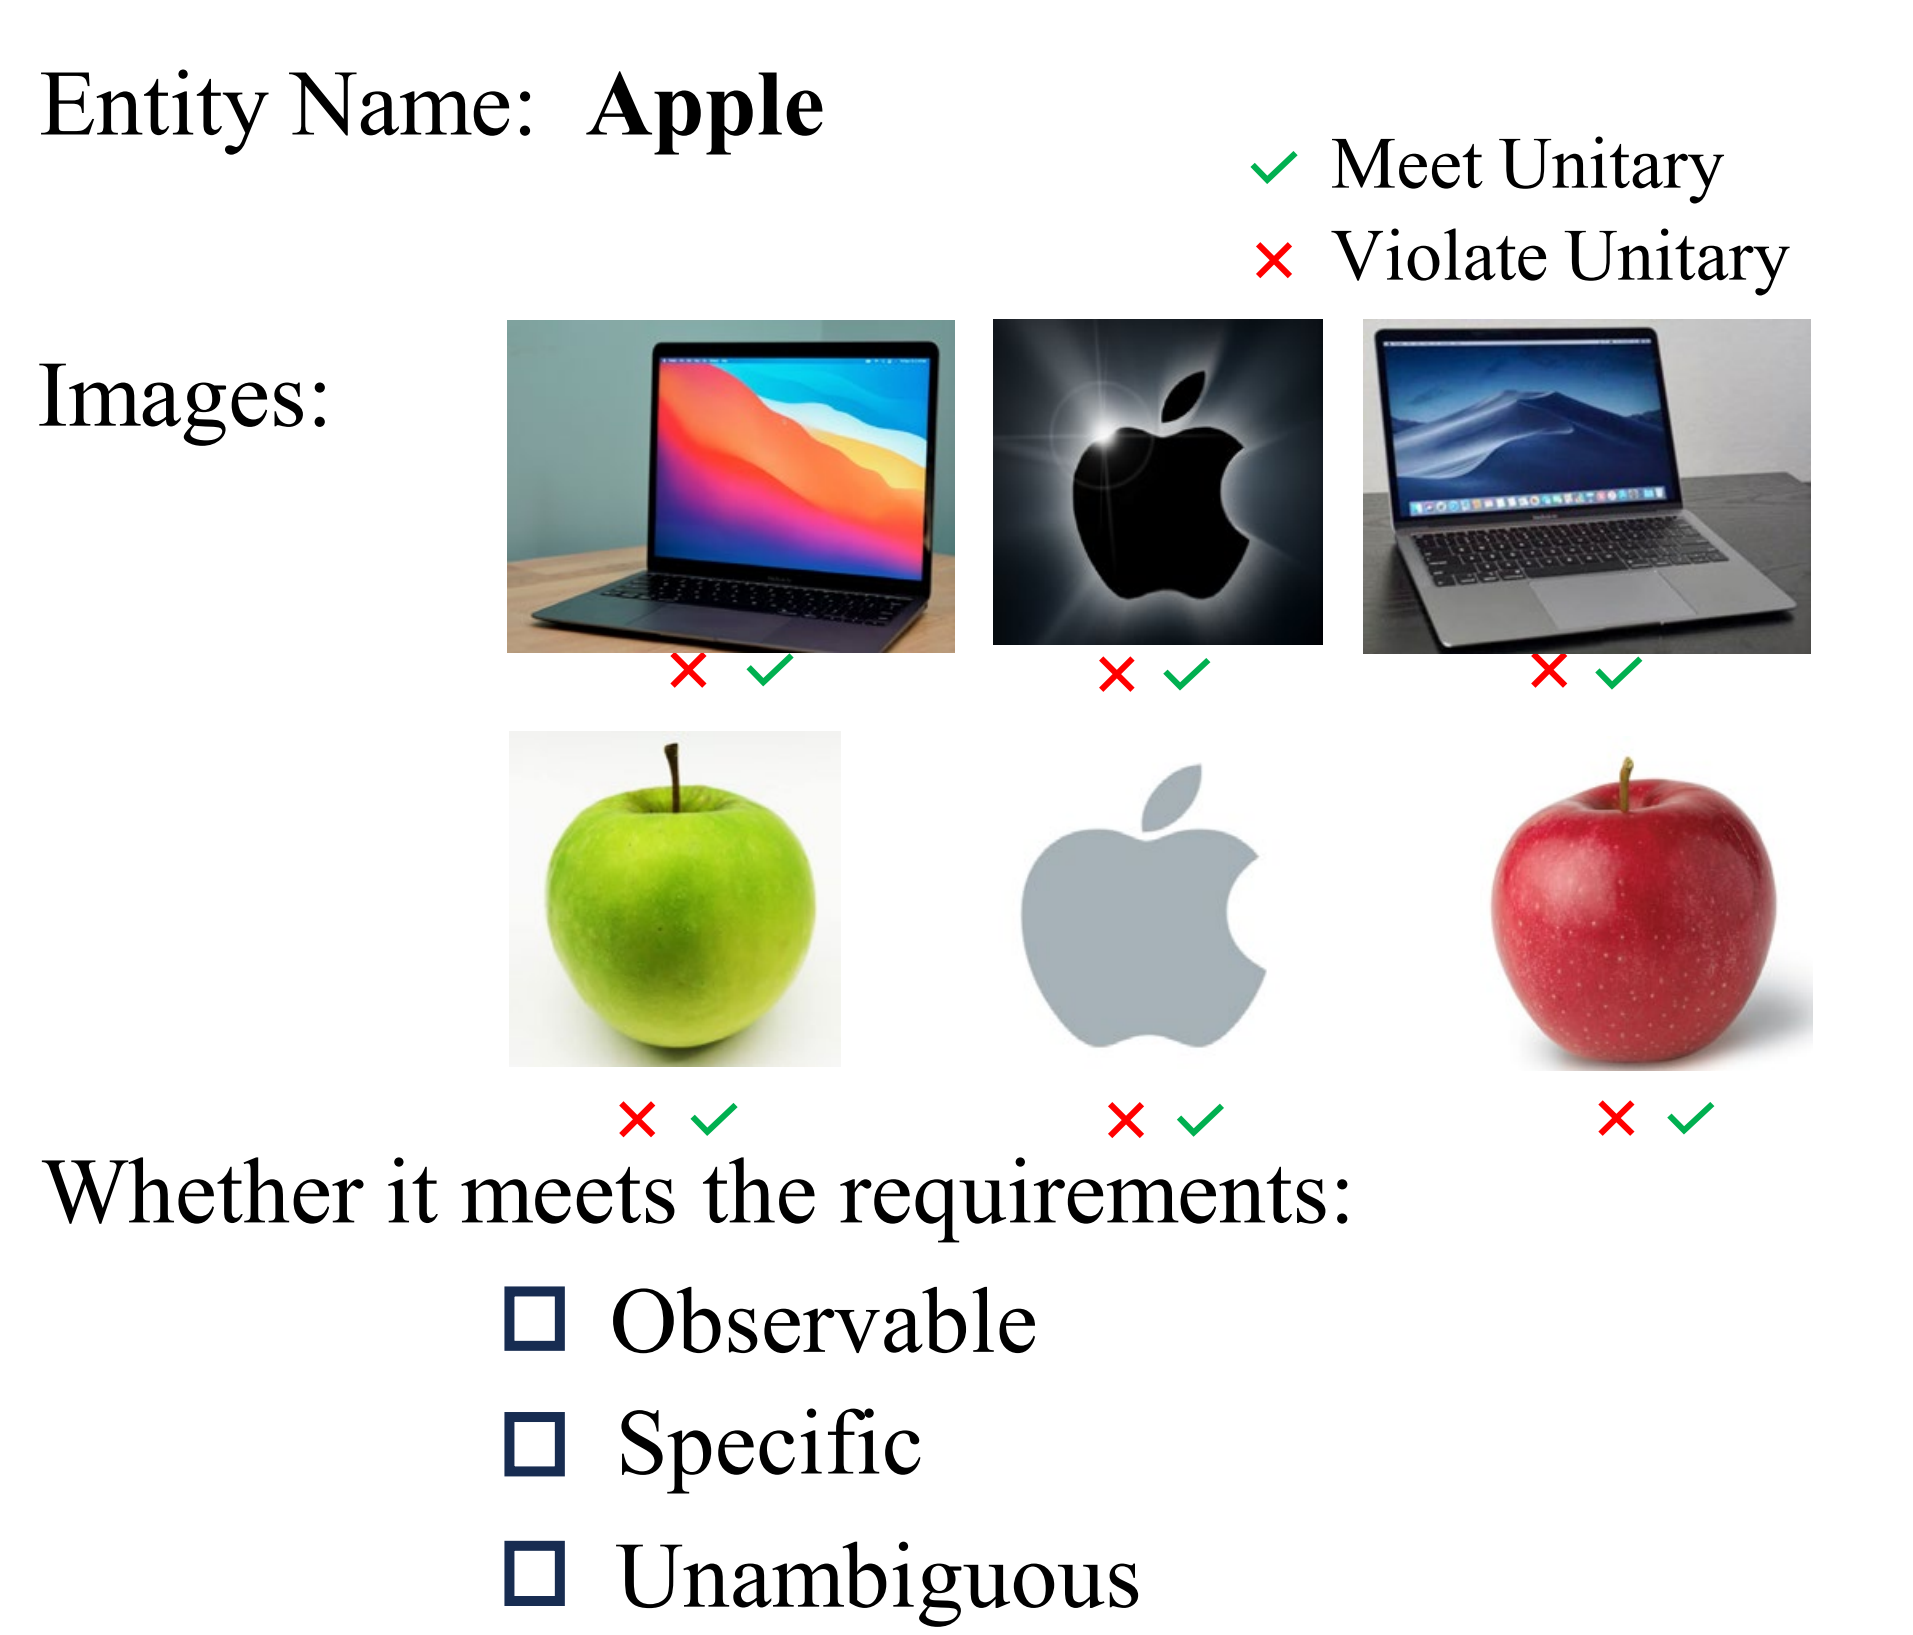 Entity Name: Apple
Meet Unitary
Violate Unitary
Images:
Whether it meets the requirements:
Observable
Specific
Unambiguous